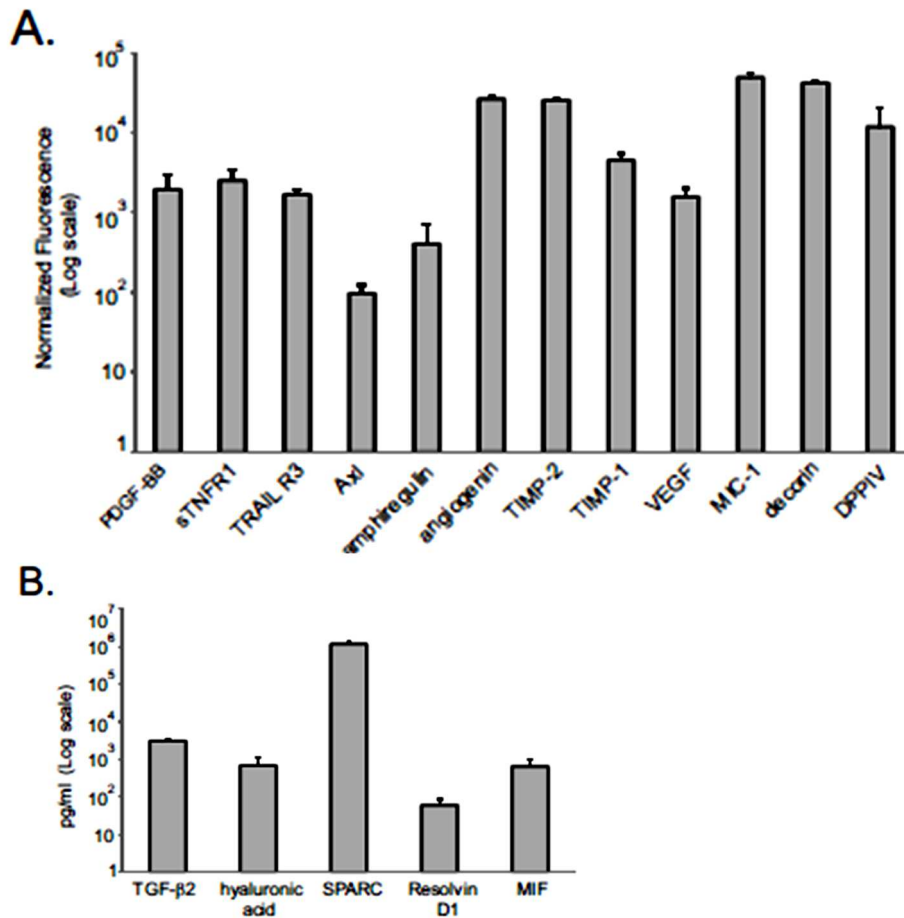 A.
Normalized Fluorescence
(Log scale)
10^5
10^4
10^3
10^2
10
1
PDGF-BB
sTNFR1
TRAIL R3
Axl
amphiregulin
angiogenin
TIMP-2
TIMP-1
VEGF
MIC-1
decorin
DPPIV
B.
pg/ml (Log scale)
10^7
10^6
10^5
10^4
10^3
10^2
10
1
TGF-β2
hyaluronic
acid
SPARC
Resolvin
D1
MIF